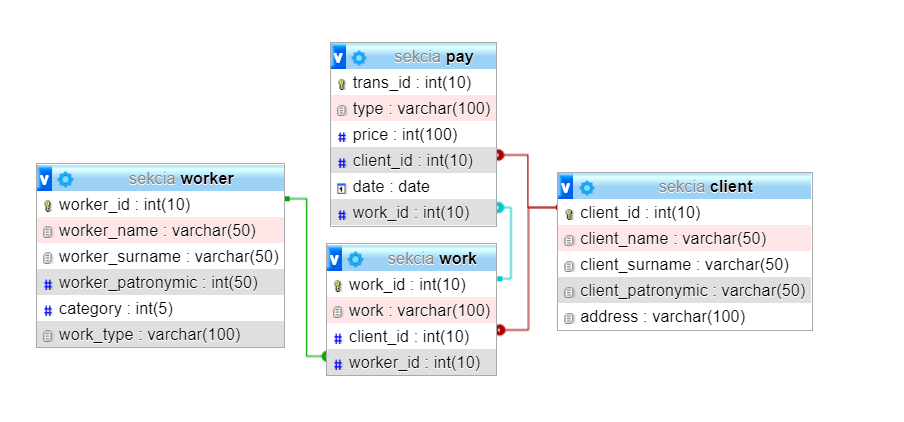 sekcia pay
trans_id : int(10)
type : varchar(100)
price : int(100)
client_id : int(10)
date : date
work_id : int(10)
sekcia worker
worker_id : int(10)
worker_name : varchar(50)
worker_surname : varchar(50)
worker_patronymic : int(50)
category : int(5)
work_type : varchar(100)
sekcia work
work_id : int(10)
work : varchar(100)
client_id : int(10)
worker_id : int(10)
sekcia client
client_id : int(10)
client_name : varchar(50)
client_surname : varchar(50)
client_patronymic : varchar(50)
address : varchar(100)